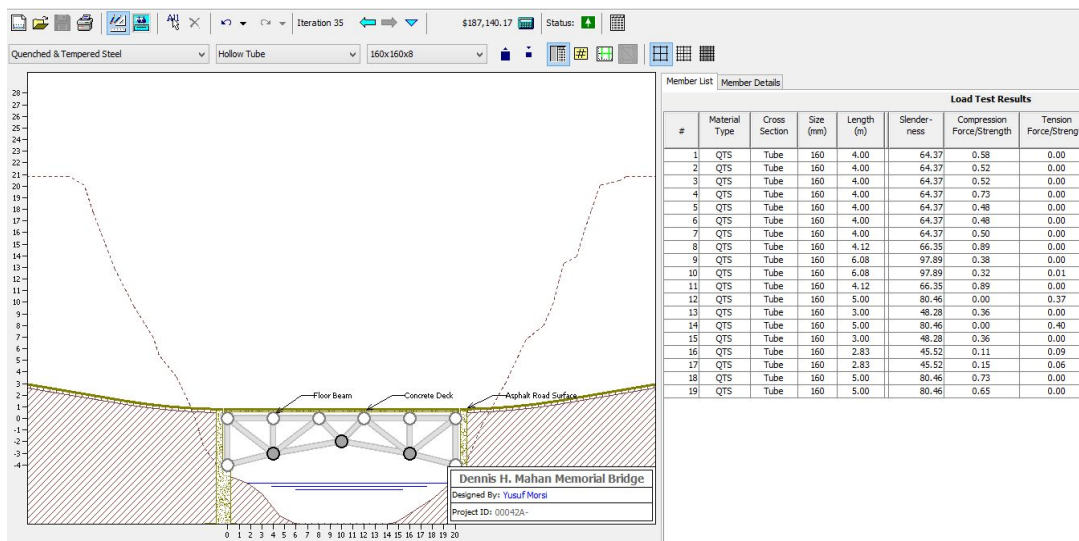 Iteration 35 $187,140.17 Status:
Quenched & Tempered Steel Hollow Tube 160x160x8
Member List Member Details
Load Test Results
# Material Type Cross Section Size (mm) Length (m) Slender-ness Compression Force/Strength Tension Force/Streng
1 QTS Tube 160 4.00 64.37 0.58 0.00
2 QTS Tube 160 4.00 64.37 0.52 0.00
3 QTS Tube 160 4.00 64.37 0.52 0.00
4 QTS Tube 160 4.00 64.37 0.73 0.00
5 QTS Tube 160 4.00 64.37 0.48 0.00
6 QTS Tube 160 4.00 64.37 0.48 0.00
7 QTS Tube 160 4.00 64.37 0.50 0.00
8 QTS Tube 160 4.12 66.35 0.89 0.00
9 QTS Tube 160 6.08 97.89 0.38 0.00
10 QTS Tube 160 6.08 97.89 0.32 0.01
11 QTS Tube 160 4.12 66.35 0.89 0.00
12 QTS Tube 160 5.00 80.46 0.00 0.37
13 QTS Tube 160 3.00 48.28 0.36 0.00
14 QTS Tube 160 5.00 80.46 0.00 0.40
15 QTS Tube 160 3.00 48.28 0.36 0.00
16 QTS Tube 160 2.83 45.52 0.11 0.09
17 QTS Tube 160 2.83 45.52 0.15 0.06
18 QTS Tube 160 5.00 80.46 0.73 0.00
19 QTS Tube 160 5.00 80.46 0.65 0.00
28
27
26
25
24
23
22
21
20
19
18
17
16
15
14
13
12
11
10
9
8
7
6
5
4
3
2
1
0
-1
-2
-3
-4
Floor Beam Concrete Deck Asphalt Road Surface
Dennis H. Mahan Memorial Bridge
Designed By: Yusuf Morsi
Project ID: 00042A-
0 1 2 3 4 5 6 7 8 9 10 11 12 13 14 15 16 17 18 19 20